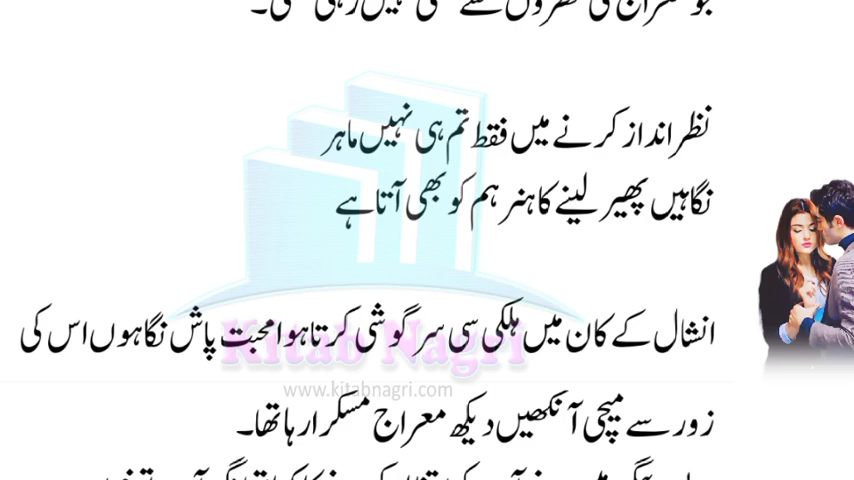 نظر انداز کرنے میں فقط تم ہی نہیں ماہر
نگاہیں پھیر لینے کا ہنر ہم کو بھی آتا ہے
انشال کے کان میں ہلکی سی سرگوشی کرتا ہوا محبت پاش نگاہوں اس کی
Kitab Nagri
www.kitabnagri.com
زور سے میچی آنکھیں دیکھ معراج مسکرا رہا تھا۔